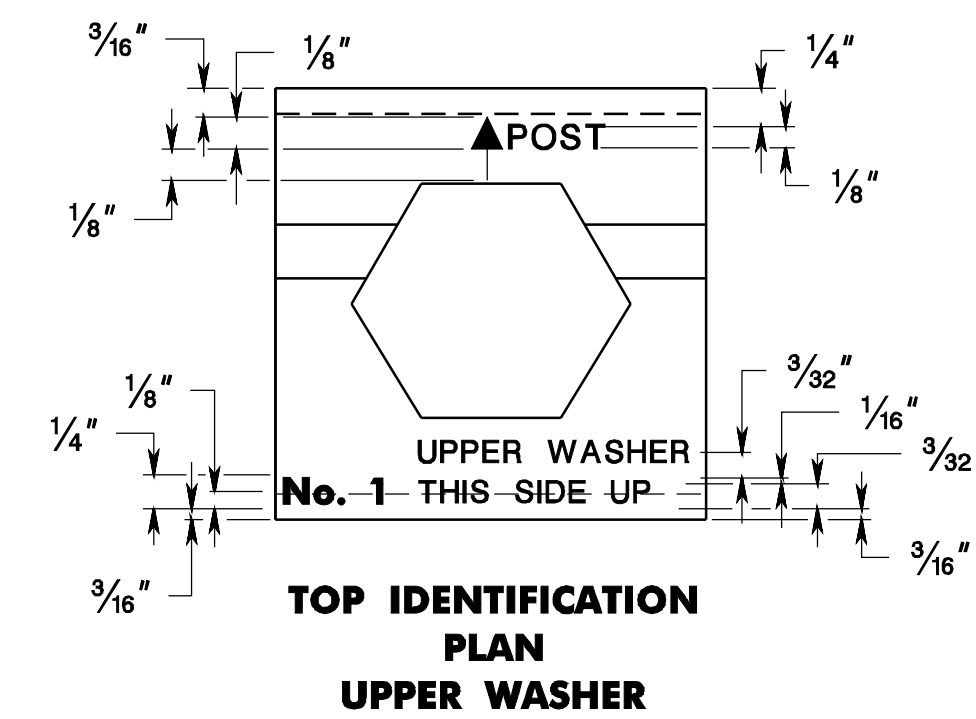 3/16"
1/8"
1/4"
POST
1/8"
1/8"
3/32"
1/8"
1/16"
1/4"
UPPER WASHER
3/32
No. 1 THIS SIDE UP
3/16"
3/16"
TOP IDENTIFICATION
PLAN
UPPER WASHER